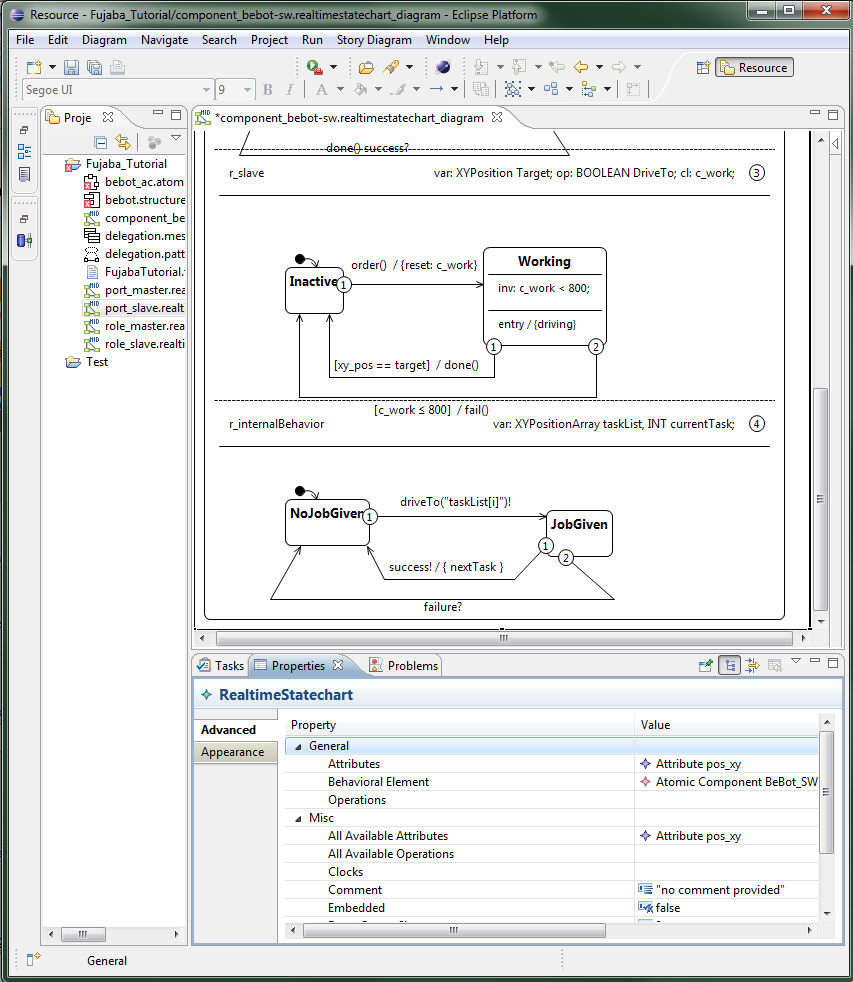 Resource - Fujaba_Tutorial/component_bebot-sw.realtimestatechart_diagram - Eclipse Platform
File Edit Diagram Navigate Search Project Run Story Diagram Window Help
Resource
Segoe UI 9 B I A
Proje
Fujaba_Tutorial
bebot_ac.atom
bebot.structure
component_be
delegation.mes
delegation.patt
FujabaTutorial.
port_master.rea
port_slave.realt
role_master.rea
role_slave.realti
Test
*component_bebot-sw.realtimestatechart_diagram
done() success?
r_slave var: XYPosition Target; op: BOOLEAN DriveTo; cl: c_work; 3
Inactive
1
order() / {reset: c_work}
Working
inv: c_work < 800;
entry / {driving}
1 2
[xy_pos == target] / done()
[c_work ≤ 800] / fail()
r_internalBehavior var: XYPositionArray taskList, INT currentTask; 4
NoJobGiven
1
driveTo("taskList[i]")!
JobGiven
1
2
success! / { nextTask }
failure?
Tasks Properties Problems
RealtimeStatechart
Advanced
Appearance
Property Value
General
Attributes Attribute pos_xy
Behavioral Element Atomic Component BeBot_SW
Operations
Misc
All Available Attributes Attribute pos_xy
All Available Operations
Clocks
Comment "no comment provided"
Embedded false
General